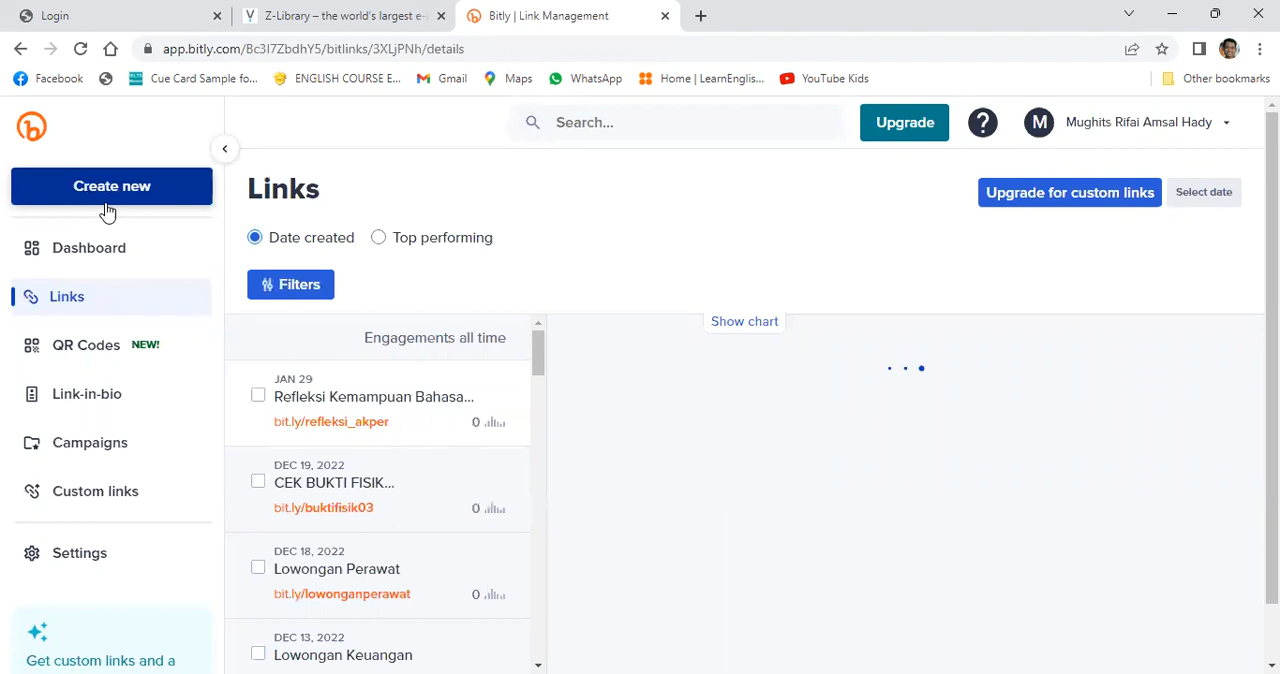 Login
Z-Library – the world's largest e-
Bitly | Link Management
app.bitly.com/Bc3I7ZbdhY5/bitlinks/3XLjPNh/details
Facebook
Cue Card Sample fo...
ENGLISH COURSE E...
Gmail
Maps
WhatsApp
Home | LearnEnglis...
YouTube Kids
Other bookmarks
Search...
Upgrade
?
M
Mughits Rifai Amsal Hady
Create new
Dashboard
Links
QR Codes NEW!
Link-in-bio
Campaigns
Custom links
Settings
Get custom links and a
Links
Upgrade for custom links
Select date
Date created
Top performing
Filters
Show chart
Engagements all time
JAN 29
Refleksi Kemampuan Bahasa...
bit.ly/refleksi_akper 0
DEC 19, 2022
CEK BUKTI FISIK...
bit.ly/buktifisik03 0
DEC 18, 2022
Lowongan Perawat
bit.ly/lowonganperawat 0
DEC 13, 2022
Lowongan Keuangan